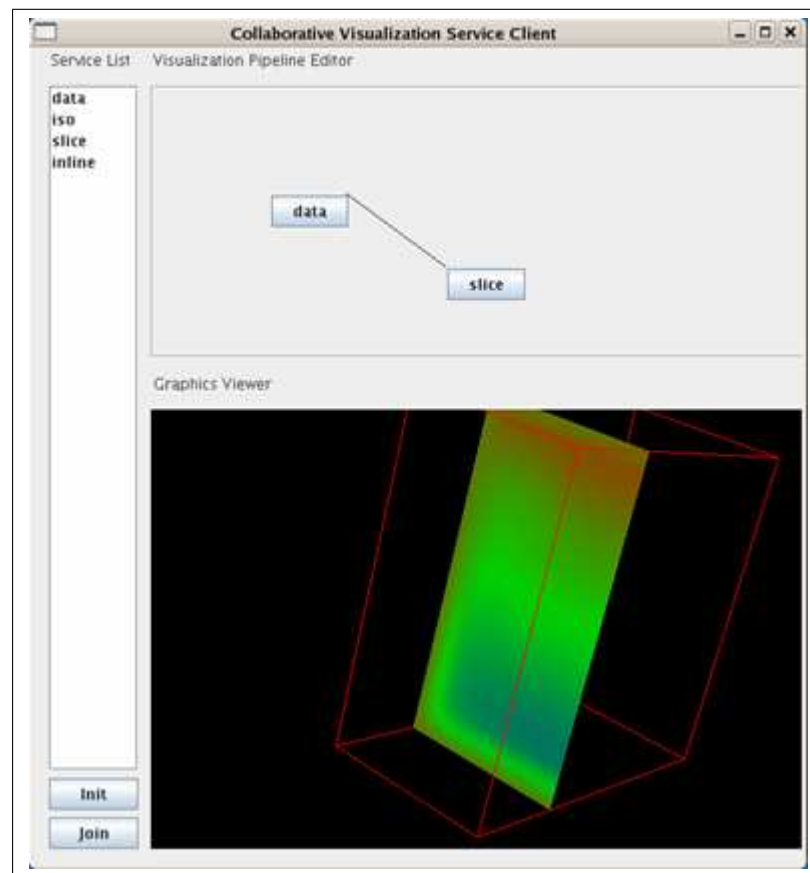 Collaborative Visualization Service Client
Service List
Visualization Pipeline Editor
data
iso
slice
inline
data
slice
Graphics Viewer
Init
Join